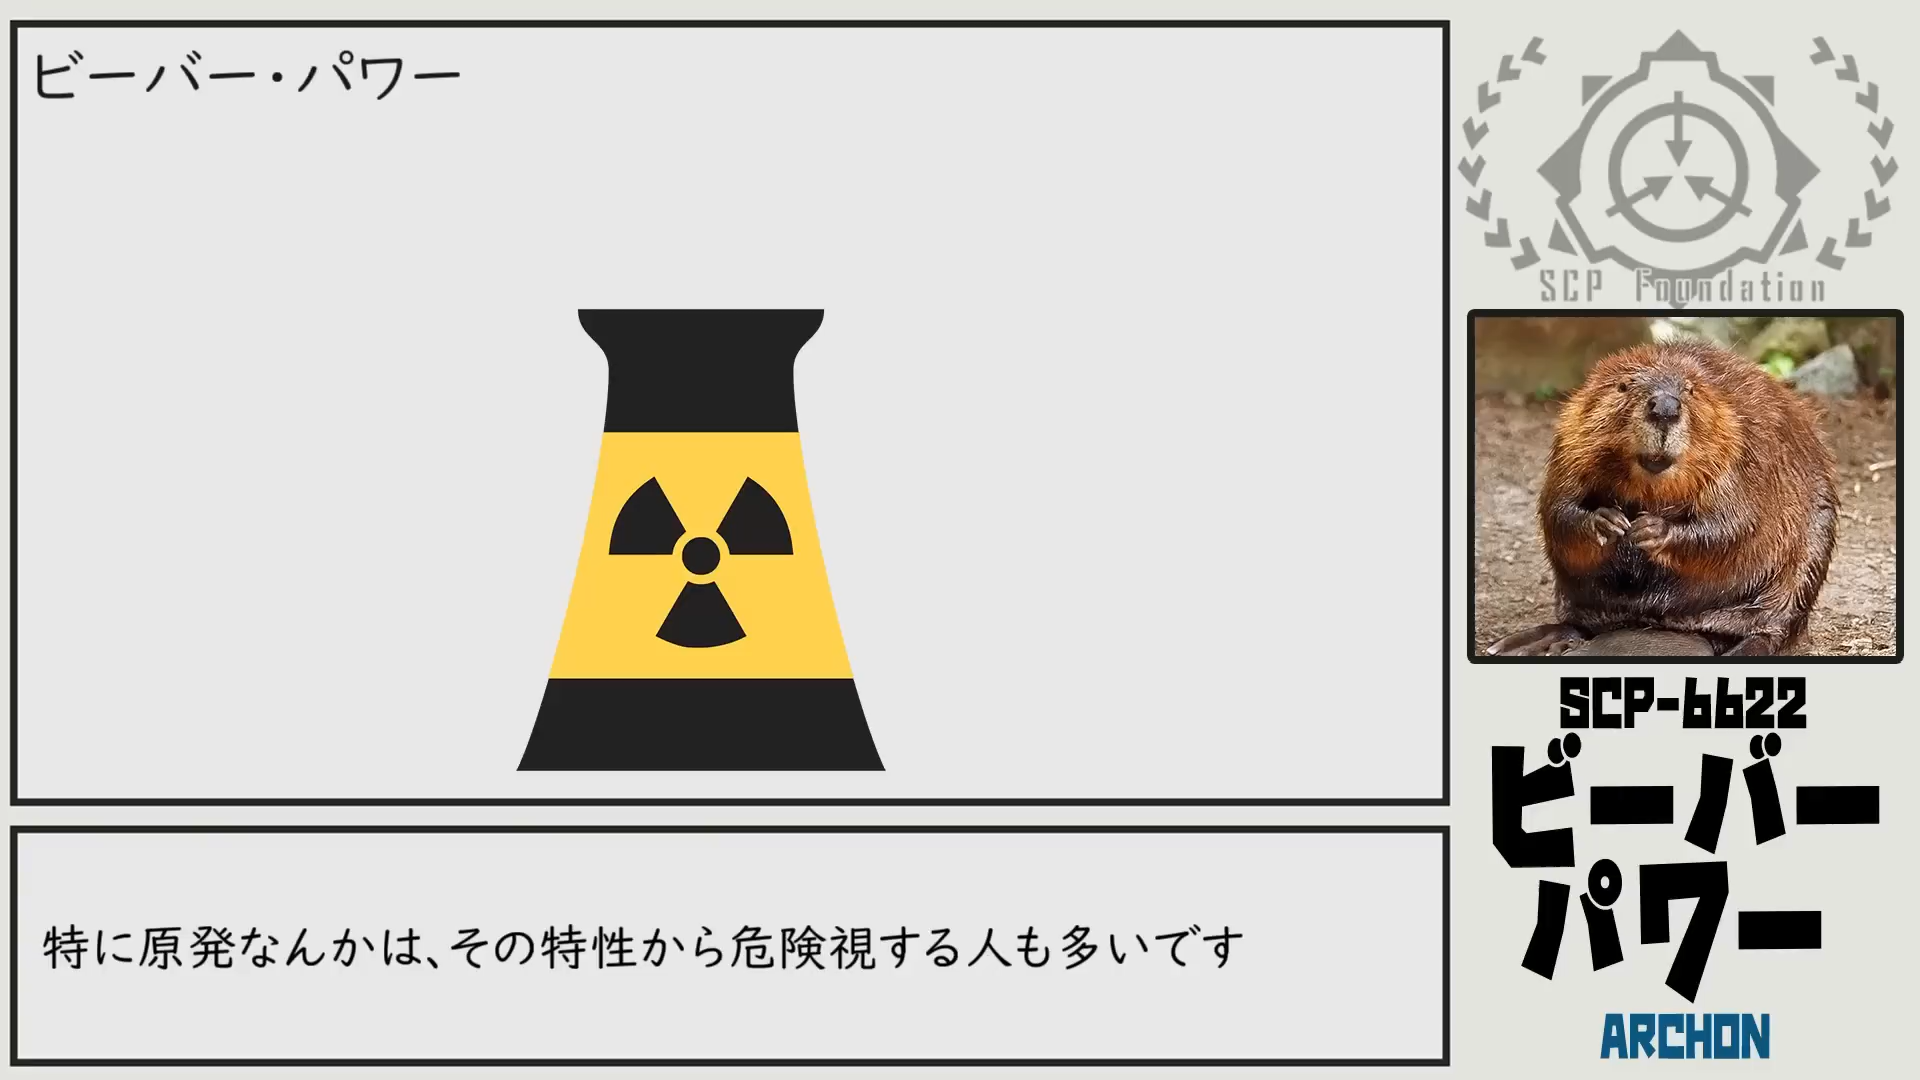 ビーバー・パワー
特に原発なんかは、その特性から危険視する人も多いです
SCP Foundation
SCP-6622
ビーバー
パワー
ARCHON